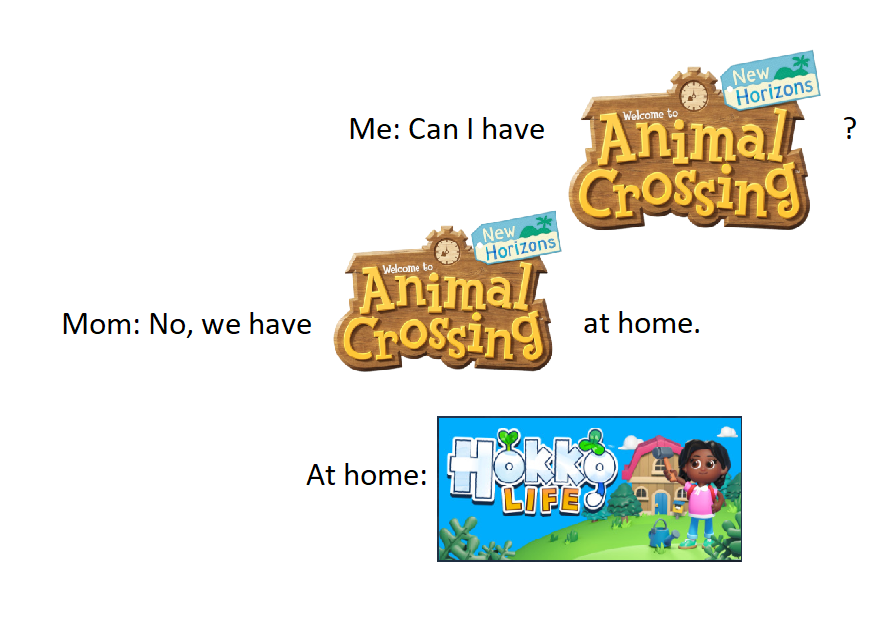 Me: Can I have Welcome to Animal Crossing New Horizons ?
Mom: No, we have Welcome to Animal Crossing New Horizons at home.
At home: Hokko LIFE